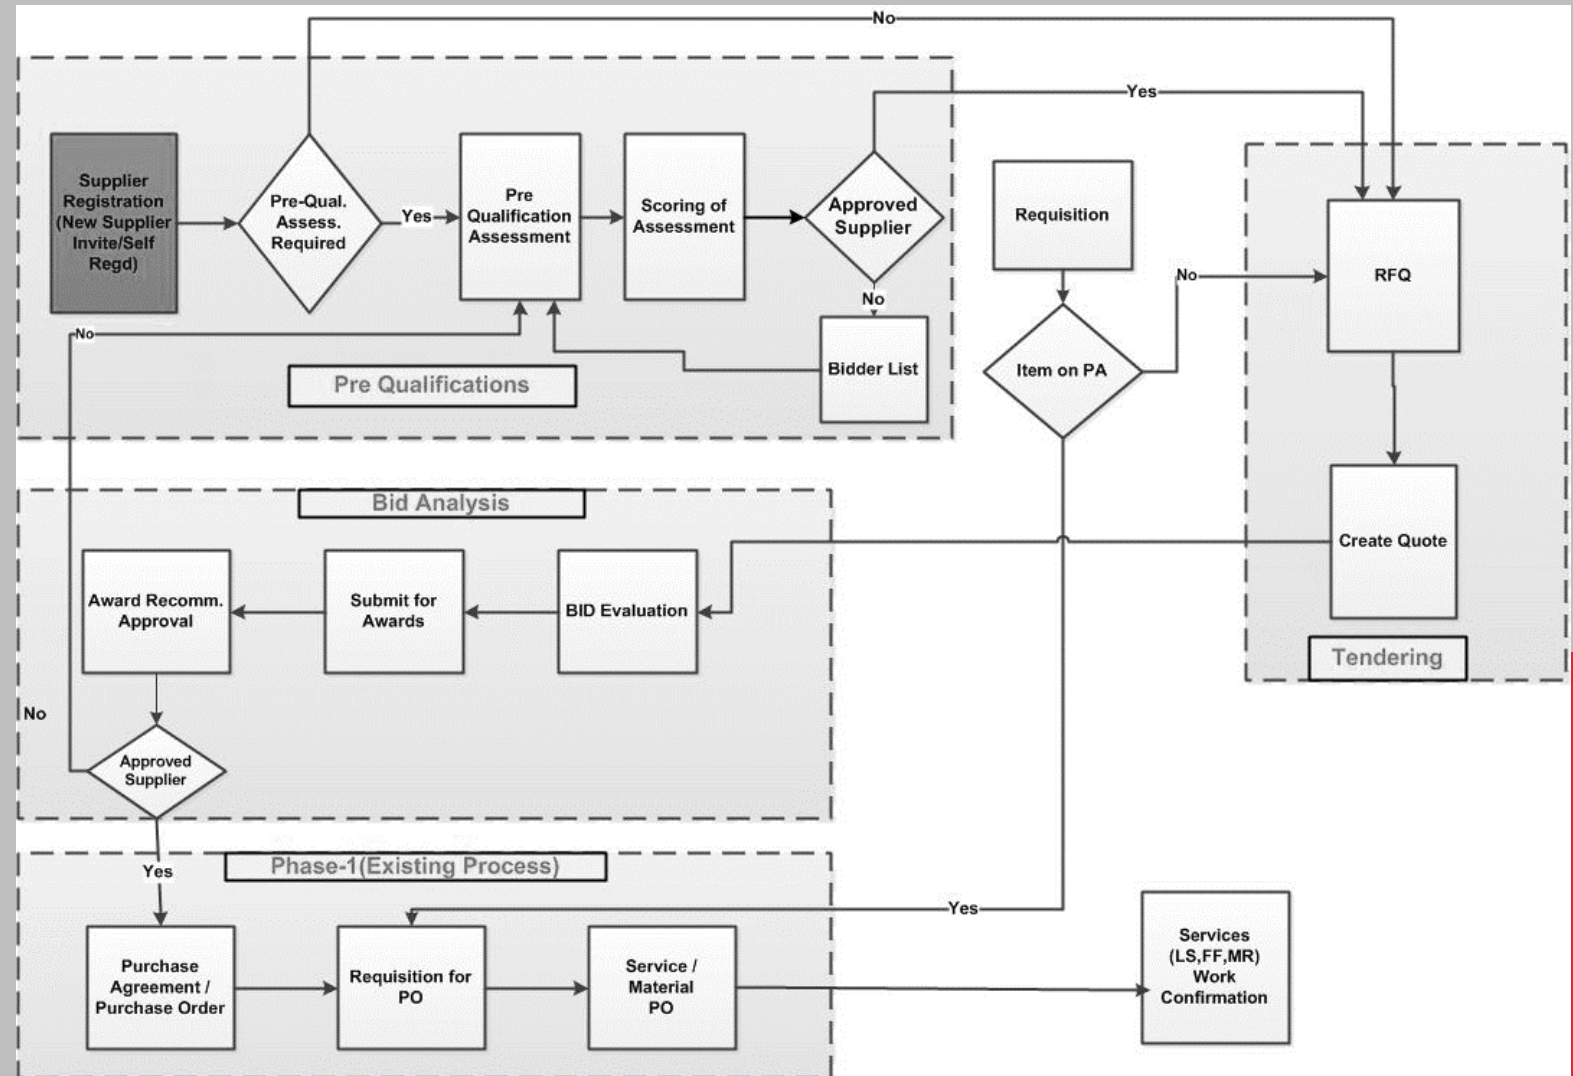 No
Yes
Supplier
Registration
(New Supplier
Invite/Self
Regd)
Pre-Qual.
Assess.
Required
Yes
Pre
Qualification
Assessment
Scoring of
Assessment
Approved
Supplier
No
Bidder List
No
Pre Qualifications
Requisition
Item on PA
No
RFQ
Create Quote
Tendering
Bid Analysis
Award Recomm.
Approval
Submit for
Awards
BID Evaluation
No
Approved
Supplier
Yes
Phase-1(Existing Process)
Yes
Purchase
Agreement /
Purchase Order
Requisition for
PO
Service /
Material
PO
Services
(LS,FF,MR)
Work
Confirmation